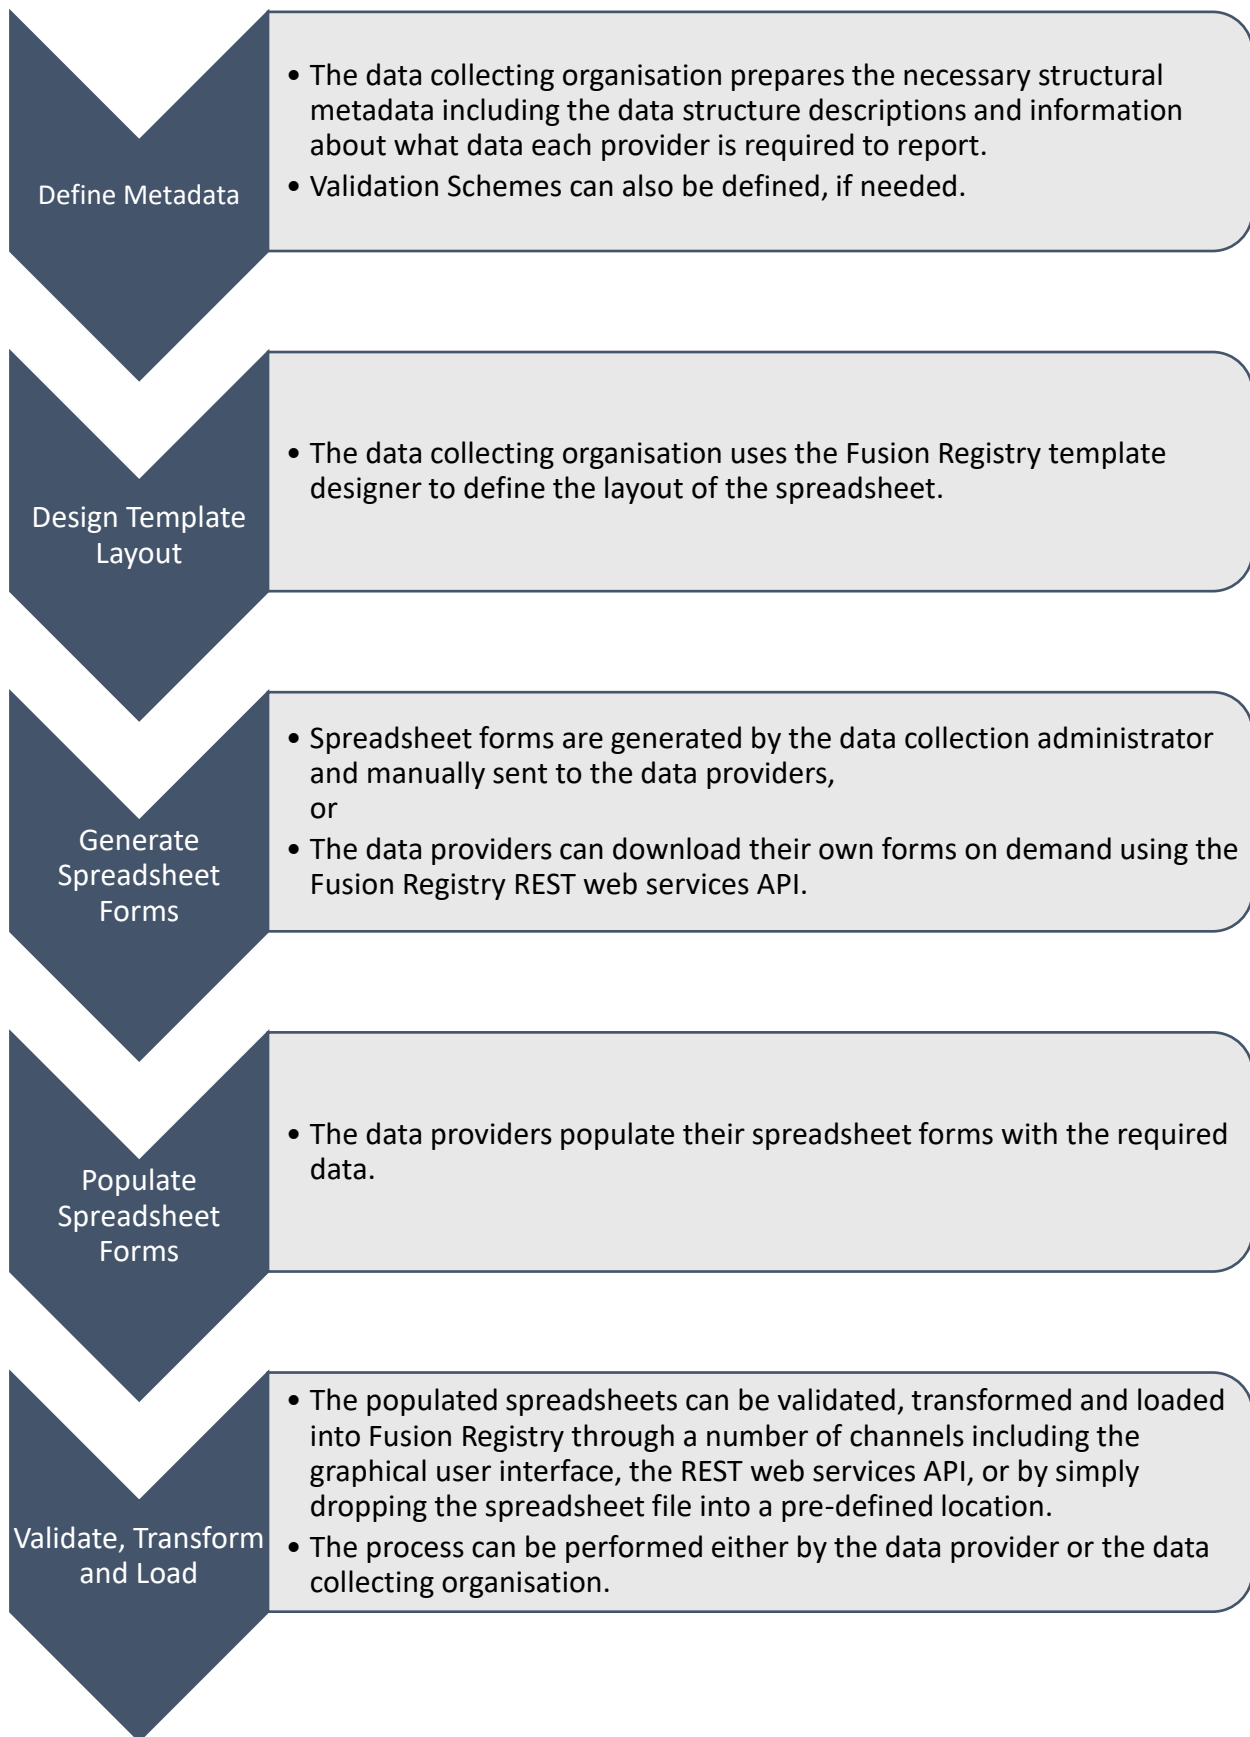 Define Metadata
• The data collecting organisation prepares the necessary structural
metadata including the data structure descriptions and information
about what data each provider is required to report.
• Validation Schemes can also be defined, if needed.
Design Template
Layout
• The data collecting organisation uses the Fusion Registry template
designer to define the layout of the spreadsheet.
Generate
Spreadsheet
Forms
• Spreadsheet forms are generated by the data collection administrator
and manually sent to the data providers,
or
• The data providers can download their own forms on demand using the
Fusion Registry REST web services API.
Populate
Spreadsheet
Forms
• The data providers populate their spreadsheet forms with the required
data.
Validate, Transform
and Load
• The populated spreadsheets can be validated, transformed and loaded
into Fusion Registry through a number of channels including the
graphical user interface, the REST web services API, or by simply
dropping the spreadsheet file into a pre-defined location.
• The process can be performed either by the data provider or the data
collecting organisation.